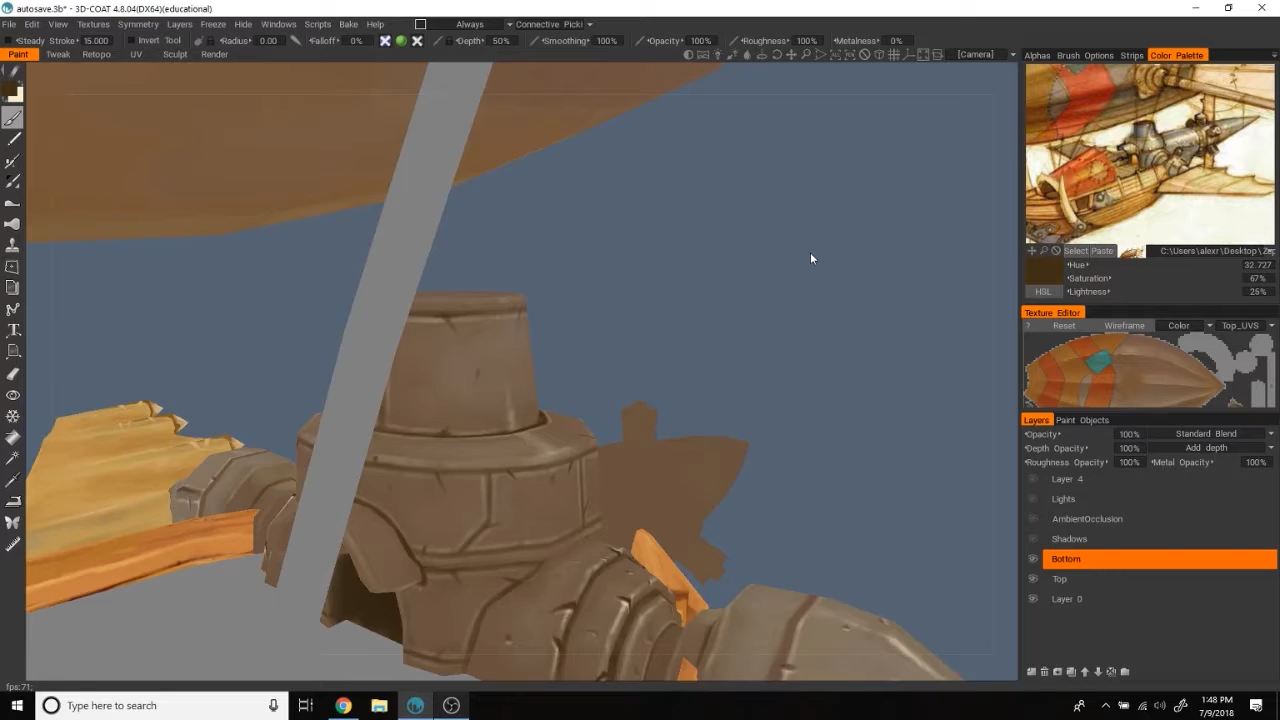 autosave.3b* - 3D-COAT 4.8.04(DX64)(educational)
File Edit View Textures Symmetry Layers Freeze Hide Windows Scripts Bake Help Always Connective Picki
Steady Stroke 15.000 Invert Tool Radius 0.00 Falloff 0% Depth 50% Smoothing 100% Opacity 100% Roughness 100% Metalness 0%
Paint Tweak Retopo UV Sculpt Render [Camera] Alphas Brush Options Strips Color Palette
Select Paste C:\Users\alexr\Desktop\Ze
Hue 32.727
Saturation 67%
HSL Lightness 25%
Texture Editor
? Reset Wireframe Color Top_UVS
Layers Paint Objects
Opacity 100% Standard Blend
Depth Opacity 100% Add depth
Roughness Opacity 100% Metal Opacity 100%
Layer 4
Lights
AmbientOcclusion
Shadows
Bottom
Top
Layer 0
fps:71;
Type here to search
1:48 PM
7/9/2018